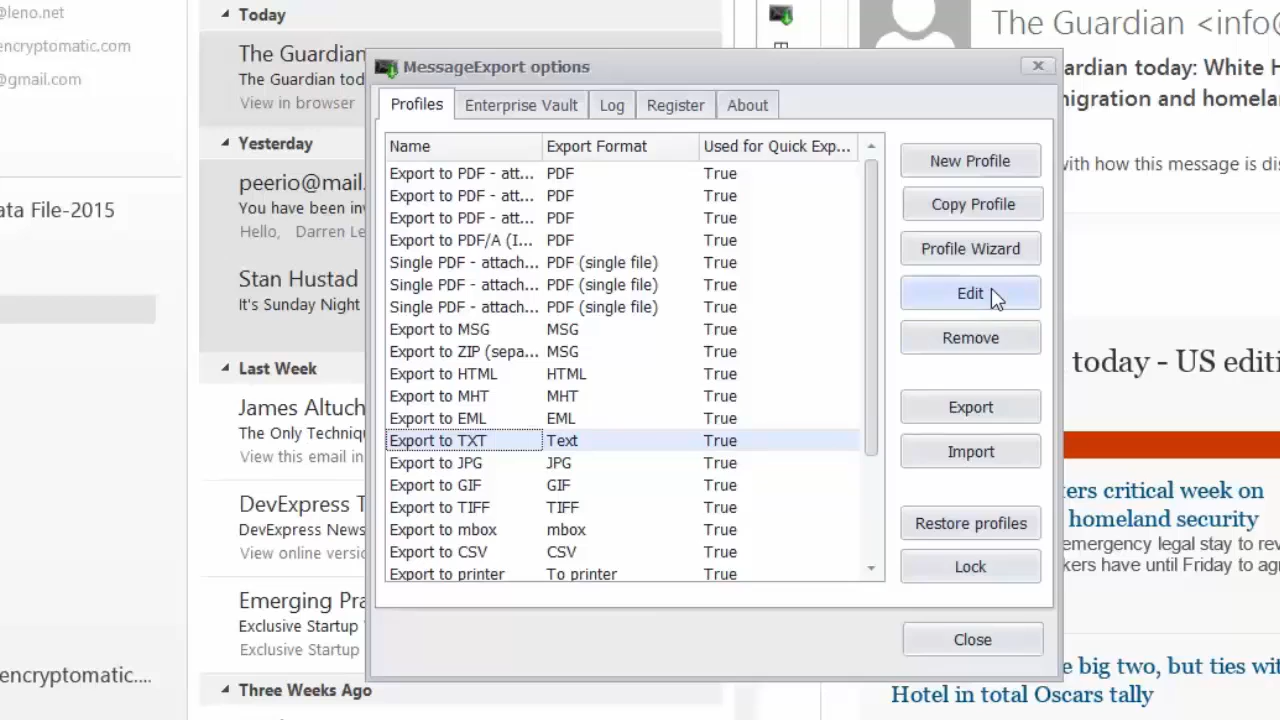 @leno.net
encryptomatic.com
@gmail.com
ata File-2015
encryptomatic....
Today
The Guardian
The Guardian tod
View in browser
Yesterday
peerio@mail.
You have been inv
Hello, Darren Le
Stan Hustad
It's Sunday Night
Last Week
James Altuch
The Only Techniqu
View this email in
DevExpress T
DevExpress News
View online versio
Emerging Pra
Exclusive Startup
Exclusive Startup
Three Weeks Ago
MessageExport options
Profiles
Enterprise Vault
Log
Register
About
Name Export Format Used for Quick Exp...
Export to PDF - att... PDF True
Export to PDF - att... PDF True
Export to PDF - att... PDF True
Export to PDF/A (I... PDF True
Single PDF - attach... PDF (single file) True
Single PDF - attach... PDF (single file) True
Single PDF - attach... PDF (single file) True
Export to MSG MSG True
Export to ZIP (sepa... MSG True
Export to HTML HTML True
Export to MHT MHT True
Export to EML EML True
Export to TXT Text True
Export to JPG JPG True
Export to GIF GIF True
Export to TIFF TIFF True
Export to mbox mbox True
Export to CSV CSV True
Export to printer To printer True
New Profile
Copy Profile
Profile Wizard
Edit
Remove
Export
Import
Restore profiles
Lock
Close
The Guardian <info@
ardian today: White H
migration and homelan
with how this message is dis
today - US editi
ters critical week on
homeland security
emergency legal stay to rev
kers have until Friday to agr
e big two, but ties wit
Hotel in total Oscars tally